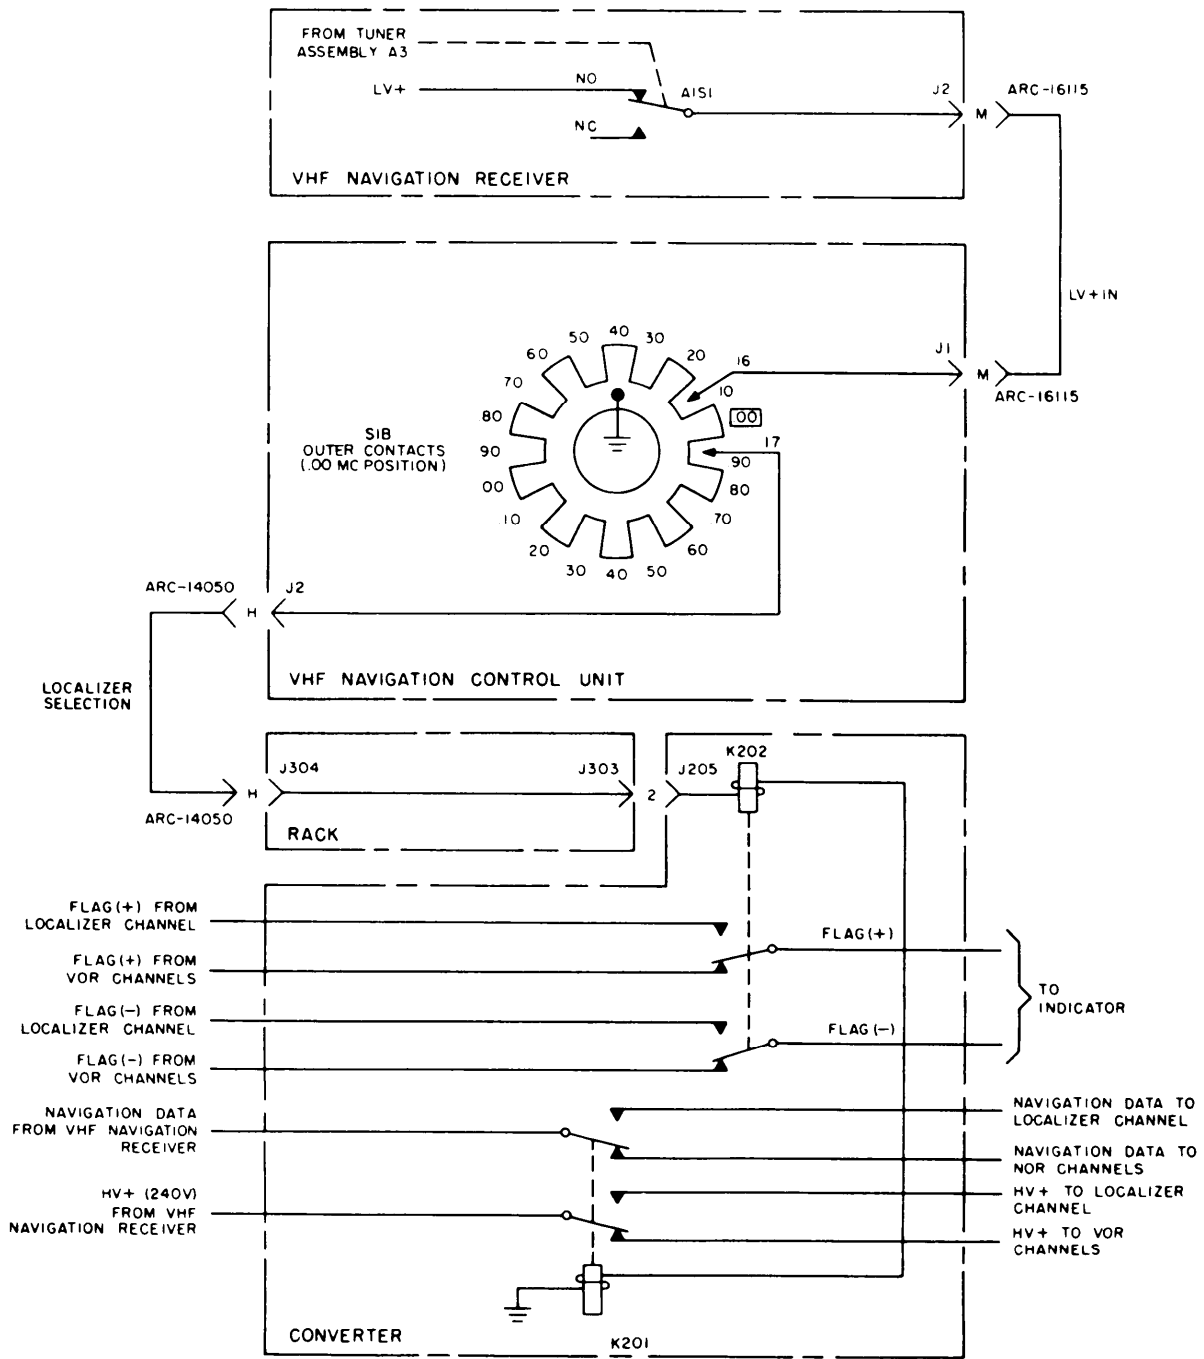 FROM TUNER
ASSEMBLY A3
LV+
NO
A1S1
NC
J2
M
ARC-16115
VHF NAVIGATION RECEIVER
LV+IN
J1
M
ARC-16115
40
30
20
16
10
.00
17
90
80
.70
60
50
40
30
20
.10
00
90
80
70
60
50
S1B
OUTER CONTACTS
(.00 MC POSITION)
ARC-14050
H
J2
VHF NAVIGATION CONTROL UNIT
LOCALIZER
SELECTION
ARC-14050
H
J304
J303
RACK
2
J205
K202
FLAG(+) FROM
LOCALIZER CHANNEL
FLAG(+) FROM
VOR CHANNELS
FLAG(—) FROM
LOCALIZER CHANNEL
FLAG(—) FROM
VOR CHANNELS
FLAG(+)
FLAG(—)
TO
INDICATOR
NAVIGATION DATA
FROM VHF NAVIGATION
RECEIVER
NAVIGATION DATA TO
LOCALIZER CHANNEL
NAVIGATION DATA TO
NOR CHANNELS
HV+ (240V)
FROM VHF
NAVIGATION RECEIVER
HV+ TO LOCALIZER
CHANNEL
HV+ TO VOR
CHANNELS
CONVERTER
K201